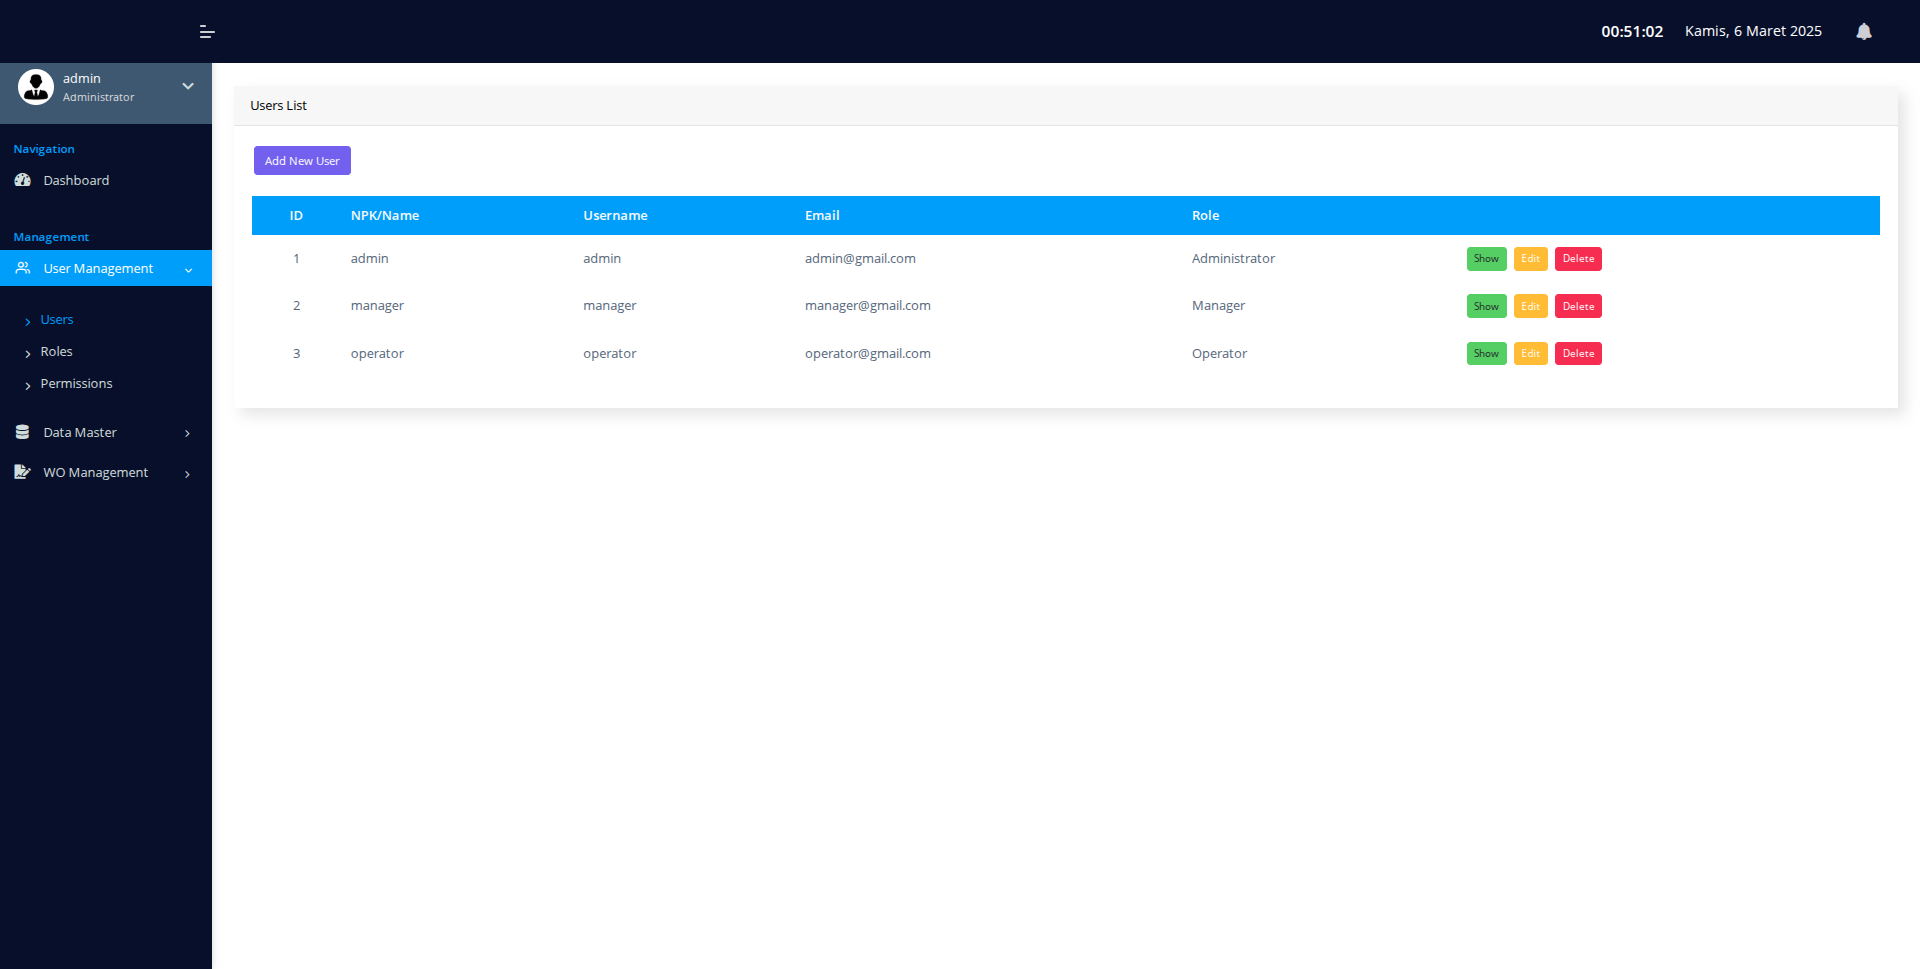 00:51:02 Kamis, 6 Maret 2025
admin
Administrator
Navigation
Dashboard
Management
User Management
Users
Roles
Permissions
Data Master
WO Management
Users List
Add New User
ID NPK/Name Username Email Role
1 admin admin admin@gmail.com Administrator Show Edit Delete
2 manager manager manager@gmail.com Manager Show Edit Delete
3 operator operator operator@gmail.com Operator Show Edit Delete